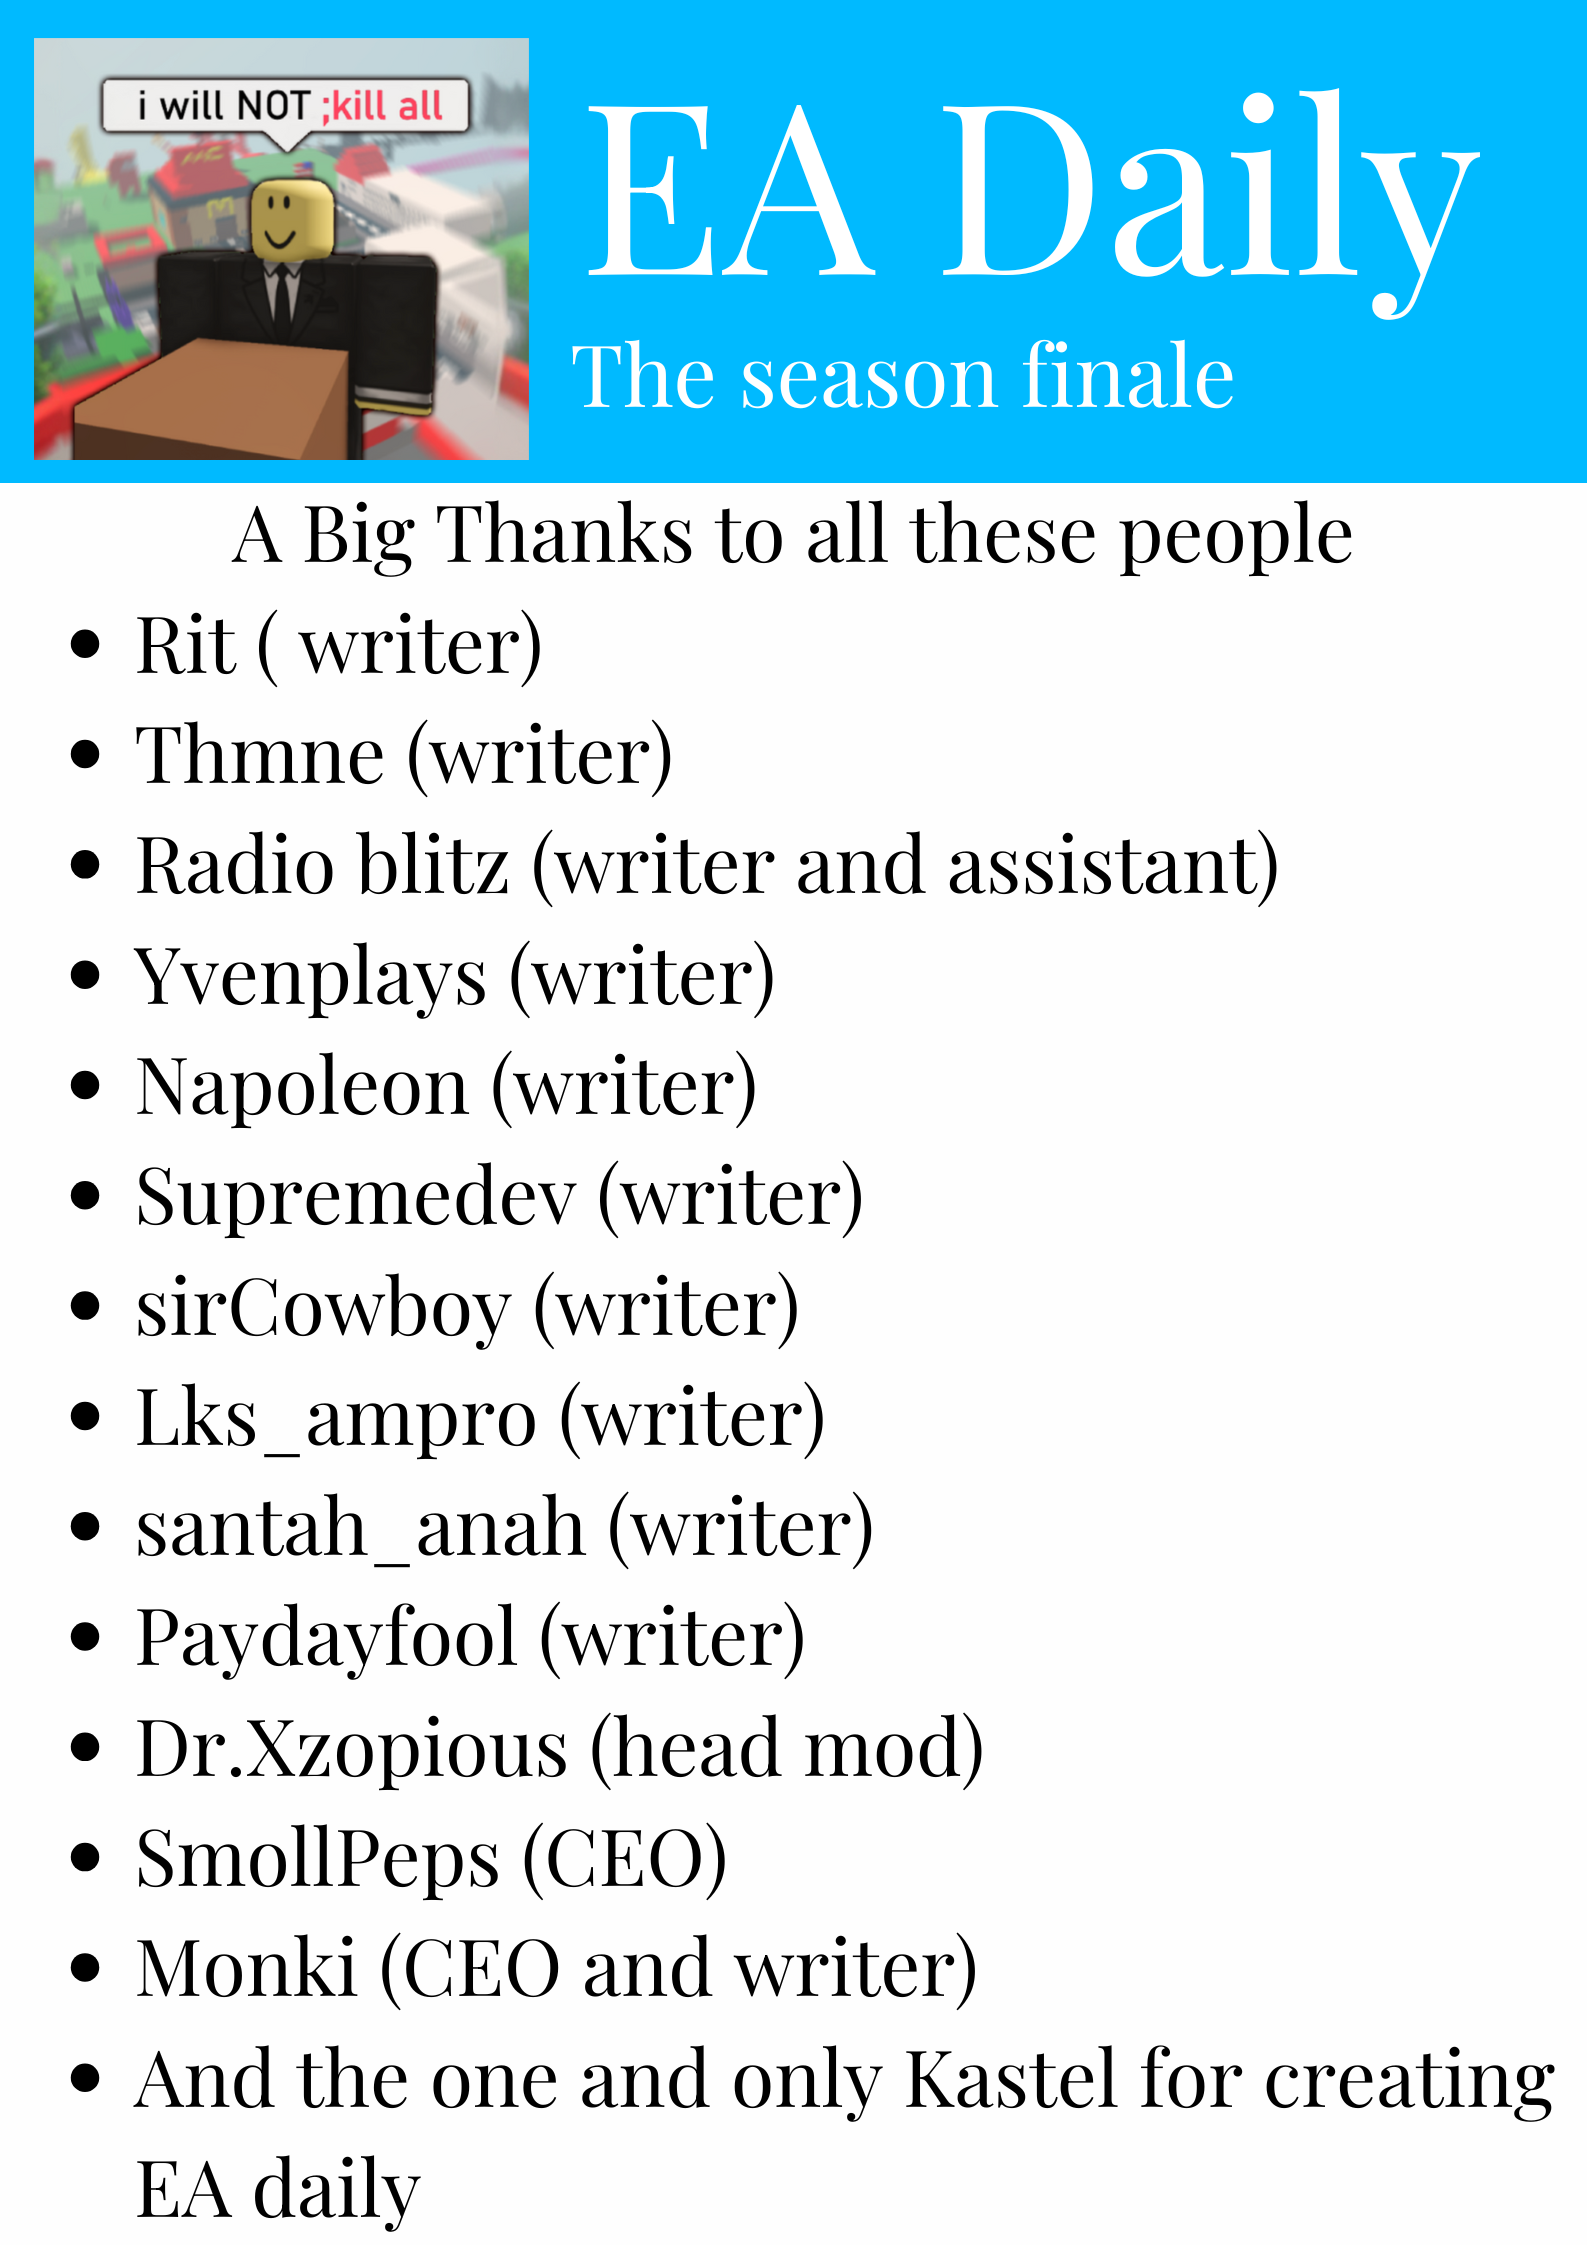 i will NOT ;kill all
EA Daily
The season finale
A Big Thanks to all these people
• Rit ( writer)
• Thmne (writer)
• Radio blitz (writer and assistant)
• Yvenplays (writer)
• Napoleon (writer)
• Supremedev (writer)
• sirCowboy (writer)
• Lks_ampro (writer)
• santah_anah (writer)
• Paydayfool (writer)
• Dr.Xzopious (head mod)
• SmollPeps (CEO)
• Monki (CEO and writer)
• And the one and only Kastel for creating
EA daily